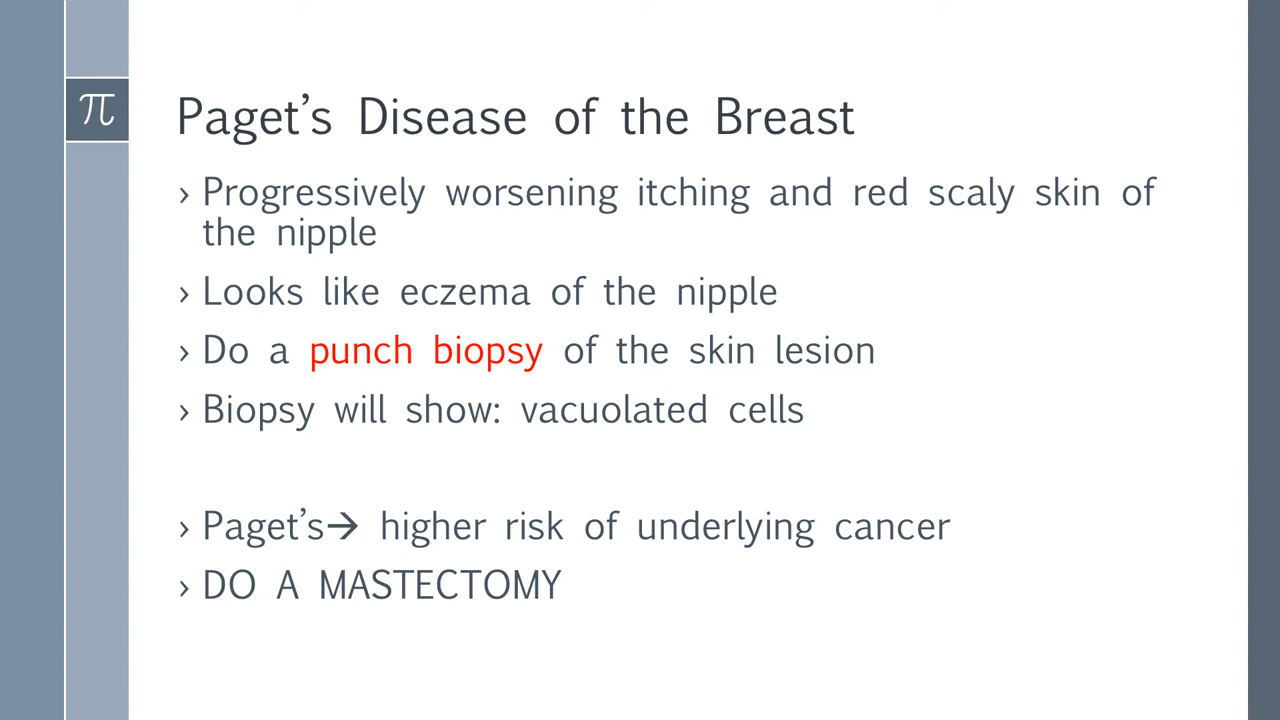 π
Paget’s Disease of the Breast
› Progressively worsening itching and red scaly skin of
the nipple
› Looks like eczema of the nipple
› Do a punch biopsy of the skin lesion
› Biopsy will show: vacuolated cells
› Paget’s→ higher risk of underlying cancer
› DO A MASTECTOMY